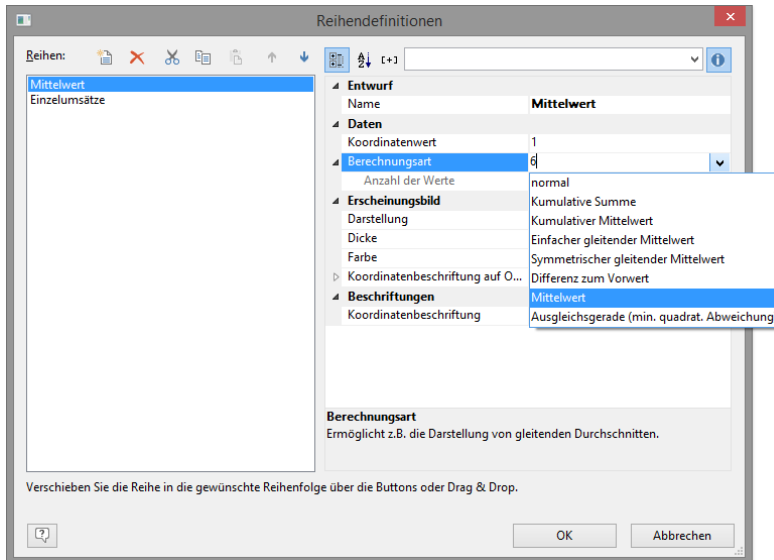 Reihendefinitionen
Reihen:
Mittelwert
Einzelumsätze
Entwurf
Name Mittelwert
Daten
Koordinatenwert 1
Berechnungsart 6
Anzahl der Werte
Erscheinungsbild
Darstellung
Dicke
Farbe
Koordinatenbeschriftung auf O...
Beschriftungen
Koordinatenbeschriftung
normal
Kumulative Summe
Kumulativer Mittelwert
Einfacher gleitender Mittelwert
Symmetrischer gleitender Mittelwert
Differenz zum Vorwert
Mittelwert
Ausgleichsgerade (min. quadrat. Abweichung
Berechnungsart
Ermöglicht z.B. die Darstellung von gleitenden Durchschnitten.
Verschieben Sie die Reihe in die gewünschte Reihenfolge über die Buttons oder Drag & Drop.
OK Abbrechen